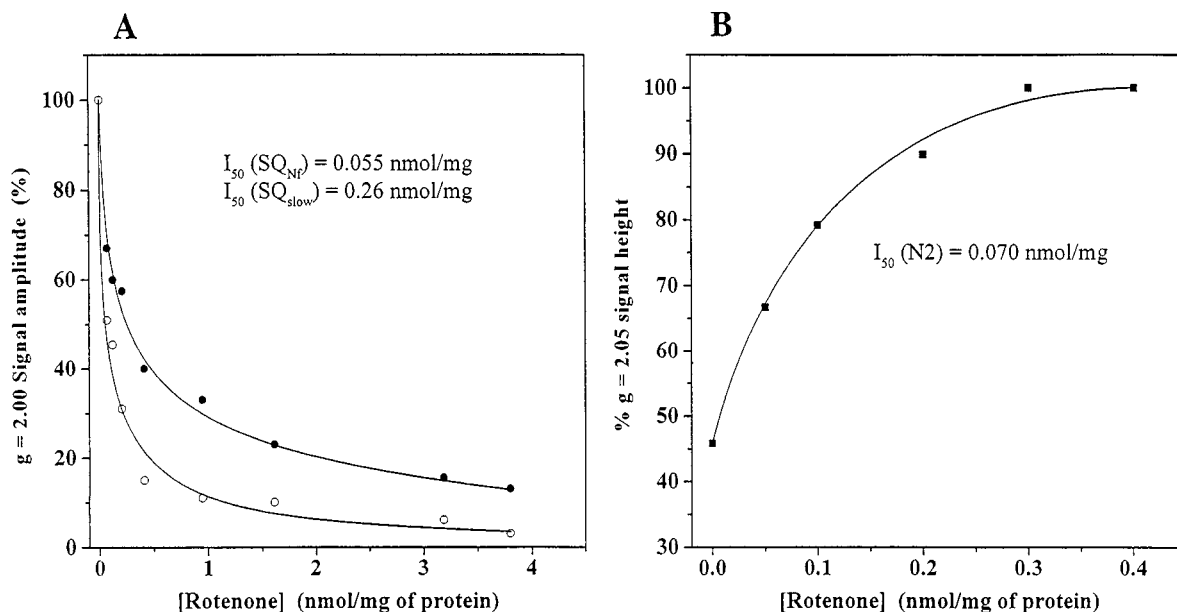 A
g = 2.00 Signal amplitude (%)
100
80
60
40
20
0
I50 (SQNf) = 0.055 nmol/mg
I50 (SQslow) = 0.26 nmol/mg
0 1 2 3 4
[Rotenone] (nmol/mg of protein)
B
% g = 2.05 signal height
100
90
80
70
60
50
40
30
I50 (N2) = 0.070 nmol/mg
0.0 0.1 0.2 0.3 0.4
[Rotenone] (nmol/mg of protein)